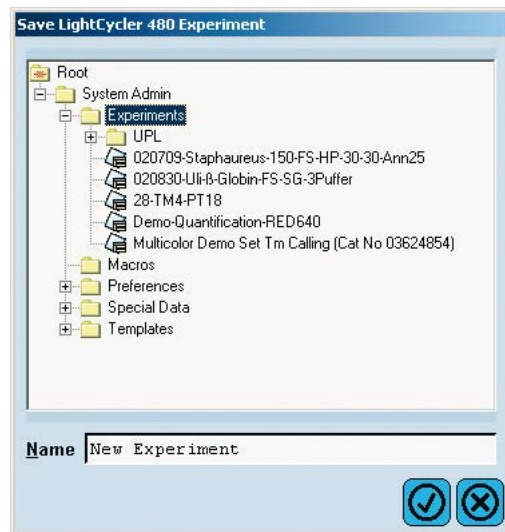 Save LightCycler 480 Experiment
Root
System Admin
Experiments
UPL
020709-Staphaureus-150-FS-HP-30-30-Ann25
020830-Uli-ß-Globin-FS-SG-3Puffer
28-TM4-PT18
Demo-Quantification-RED640
Multicolor Demo Set Tm Calling (Cat No 03624854)
Macros
Preferences
Special Data
Templates
Name New Experiment